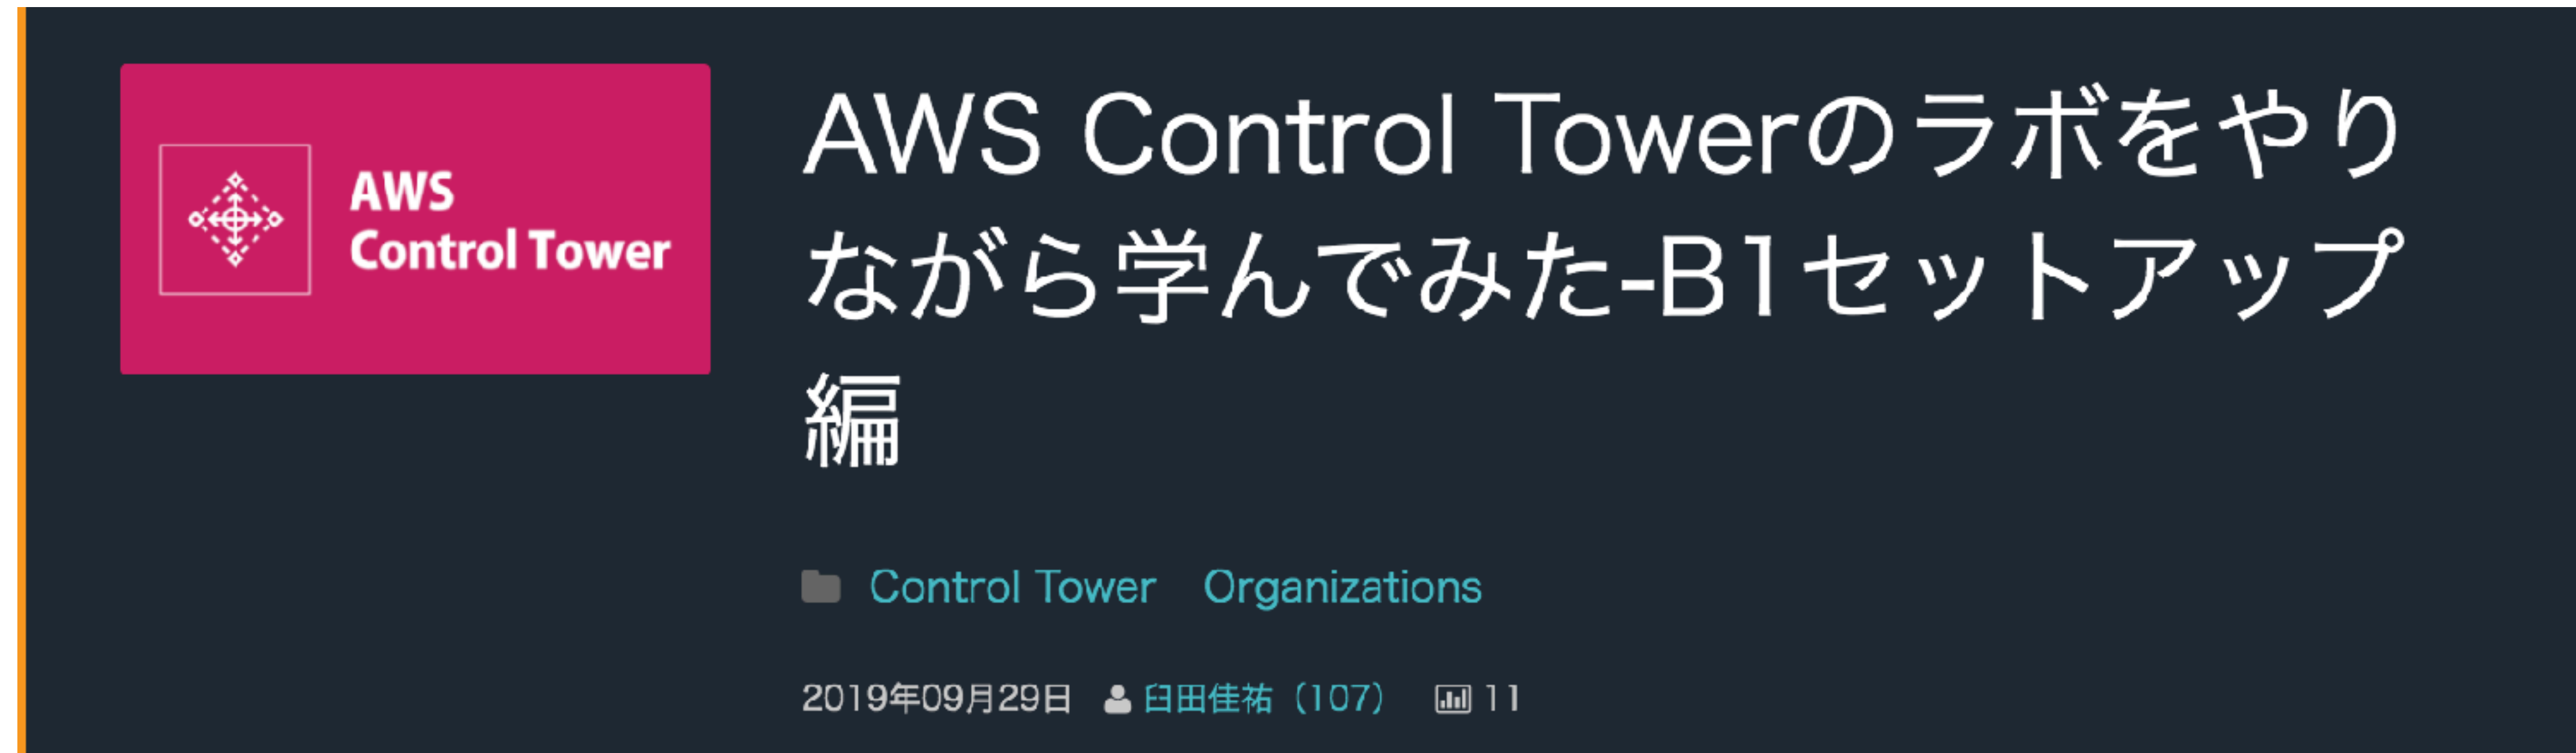 AWS
Control Tower
AWS Control Towerのラボをやり
ながら学んでみた-B1セットアップ
編
Control Tower Organizations
2019年09月29日 臼田佳祐（107） 11